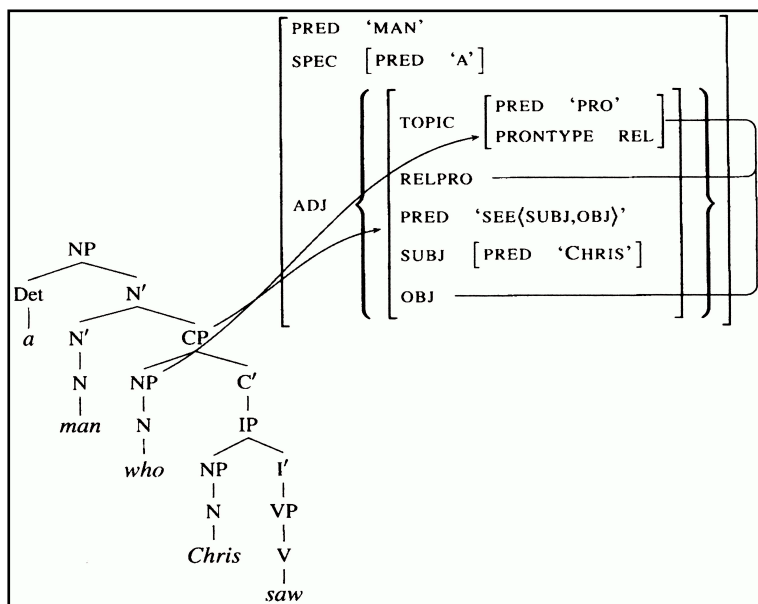 PRED ‘MAN’
SPEC [PRED ‘A’]
TOPIC [PRED ‘PRO’
PRONTYPE REL]
RELPRO
ADJ PRED ‘SEE⟨SUBJ,OBJ⟩’
SUBJ [PRED ‘CHRIS’]
OBJ
NP
Det N′
a N′ CP
N NP C′
man N IP
who NP I′
N VP
Chris V
saw